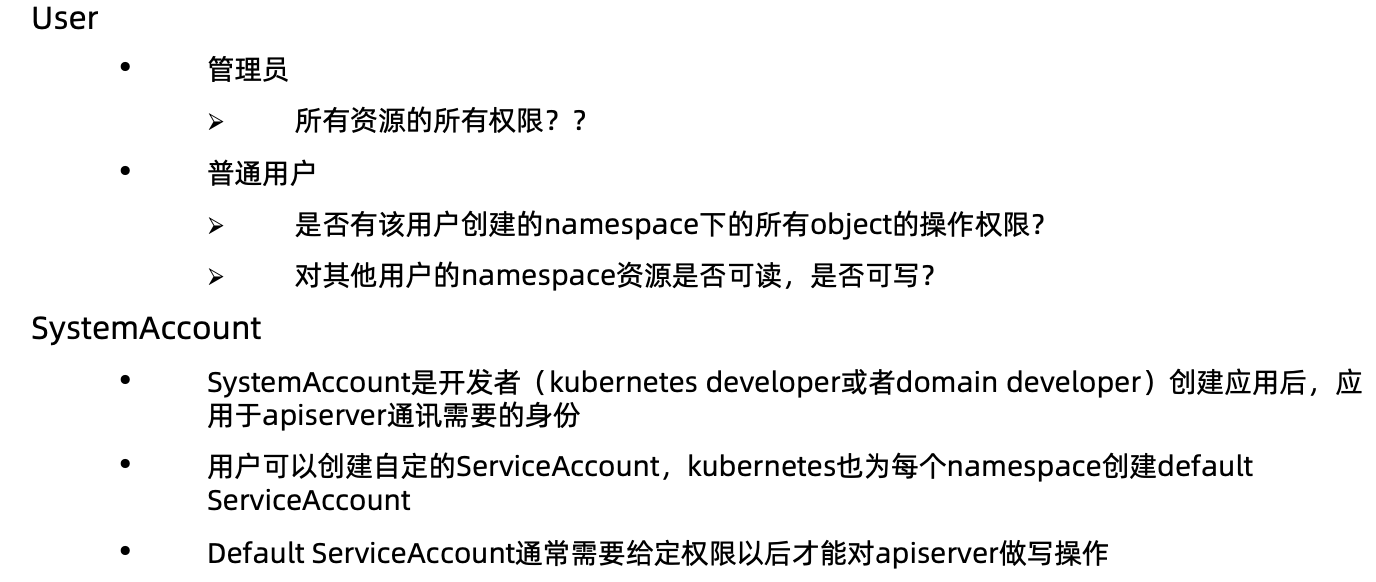 User
• 管理员
➢ 所有资源的所有权限？？
• 普通用户
➢ 是否有该用户创建的namespace下的所有object的操作权限？
➢ 对其他用户的namespace资源是否可读，是否可写？
SystemAccount
• SystemAccount是开发者（kubernetes developer或者domain developer）创建应用后，应
用于apiserver通讯需要的身份
• 用户可以创建自定的ServiceAccount，kubernetes也为每个namespace创建default
ServiceAccount
• Default ServiceAccount通常需要给定权限以后才能对apiserver做写操作